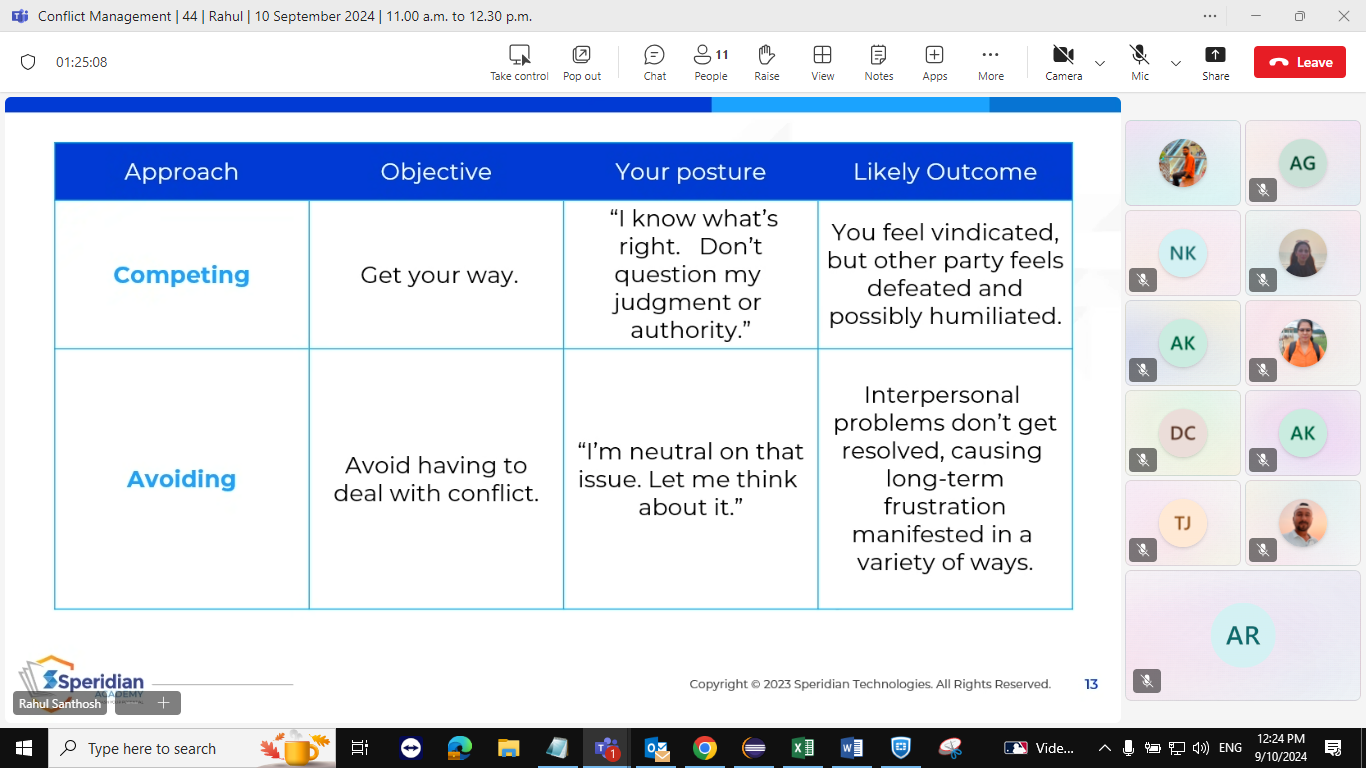 Conflict Management | 44 | Rahul | 10 September 2024 | 11.00 a.m. to 12.30 p.m.
01:25:08
Take control
Pop out
Chat
11
People
Raise
View
Notes
Apps
More
Camera
Mic
Share
Leave
Approach
Objective
Your posture
Likely Outcome
Competing
Get your way.
“I know what’s
right. Don’t
question my
judgment or
authority.”
You feel vindicated,
but other party feels
defeated and
possibly humiliated.
Avoiding
Avoid having to
deal with conflict.
“I’m neutral on that
issue. Let me think
about it.”
Interpersonal
problems don’t get
resolved, causing
long-term
frustration
manifested in a
variety of ways.
AG
NK
AK
DC
AK
TJ
AR
Speridian
ACADEMY
Rahul Santhosh
Copyright © 2023 Speridian Technologies. All Rights Reserved.
13
Type here to search
1
Vide...
ENG
12:24 PM
9/10/2024